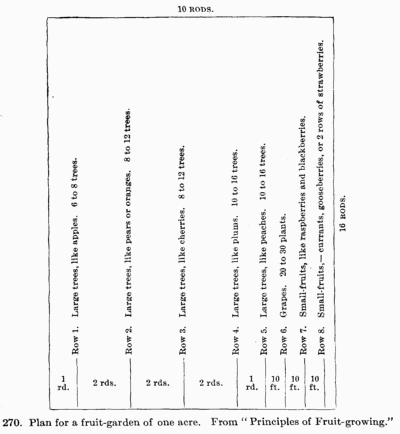 10 RODS.
Row 1. Large trees, like apples. 6 to 8 trees.
Row 2. Large trees, like pears or oranges. 8 to 12 trees.
Row 3. Large trees, like cherries. 8 to 12 trees.
Row 4. Large trees, like plums. 10 to 16 trees.
Row 5. Large trees, like peaches. 10 to 16 trees.
Row 6. Grapes. 20 to 30 plants.
Row 7. Small-fruits, like raspberries and blackberries.
Row 8. Small-fruits,—currants, gooseberries, or 2 rows of strawberries.
16 RODS.
1 rd.
2 rds.
2 rds.
2 rds.
1 rd.
10 ft.
10 ft.
10 ft.
270. Plan for a fruit-garden of one acre. From "Principles of Fruit-growing."